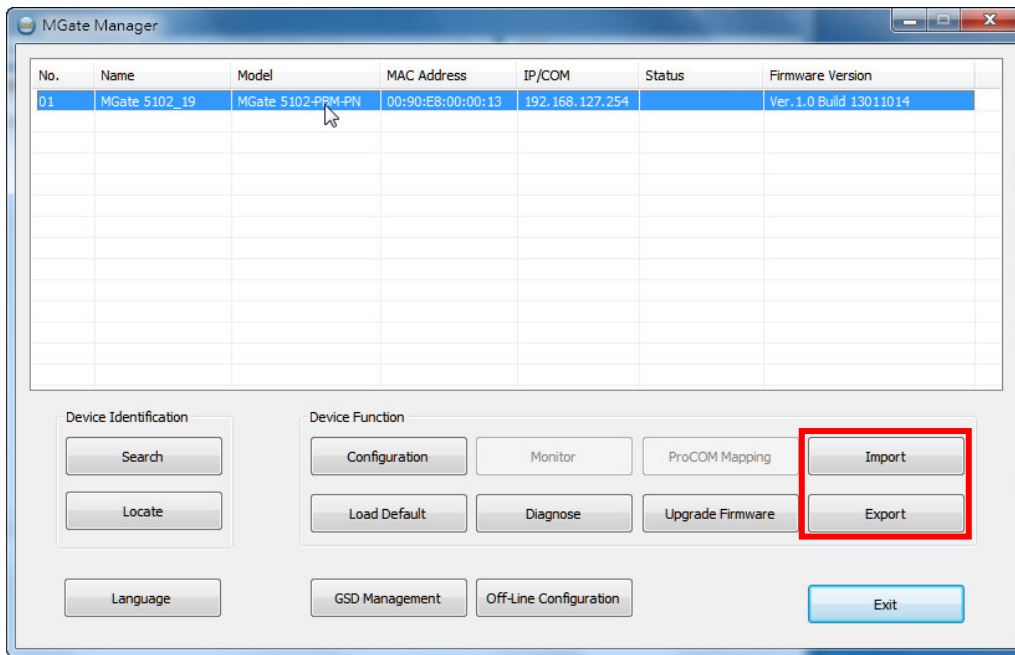 MGate Manager
No. Name Model MAC Address IP/COM Status Firmware Version
01 MGate 5102_19 MGate 5102-PBM-PN 00:90:E8:00:00:13 192.168.127.254 Ver.1.0 Build 13011014
Device Identification Device Function
Search Configuration Monitor ProCOM Mapping Import
Locate Load Default Diagnose Upgrade Firmware Export
Language GSD Management Off-Line Configuration Exit